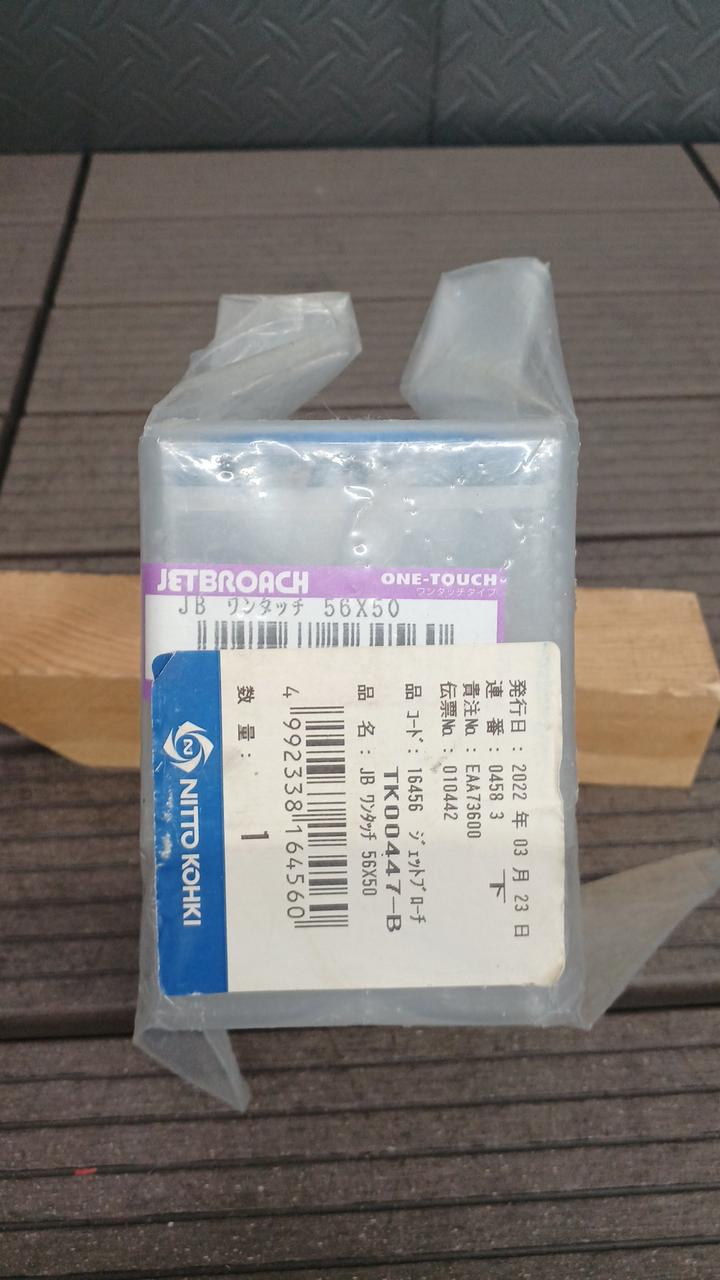 JETBROACH
ONE-TOUCH
ワンタッチタイプ
JB ワンタッチ 56X50
発行日: 2022 年 03 月 23 日
連 番: 0458 3 下
貴注No.: EAA73600
伝票No.: 010442
品 コード: 16456 ジェットブローチ
TK00447-B
品 名: JB ワンタッチ 56X50
4 992338 164560
数 量: 1
NITTO KOHKI